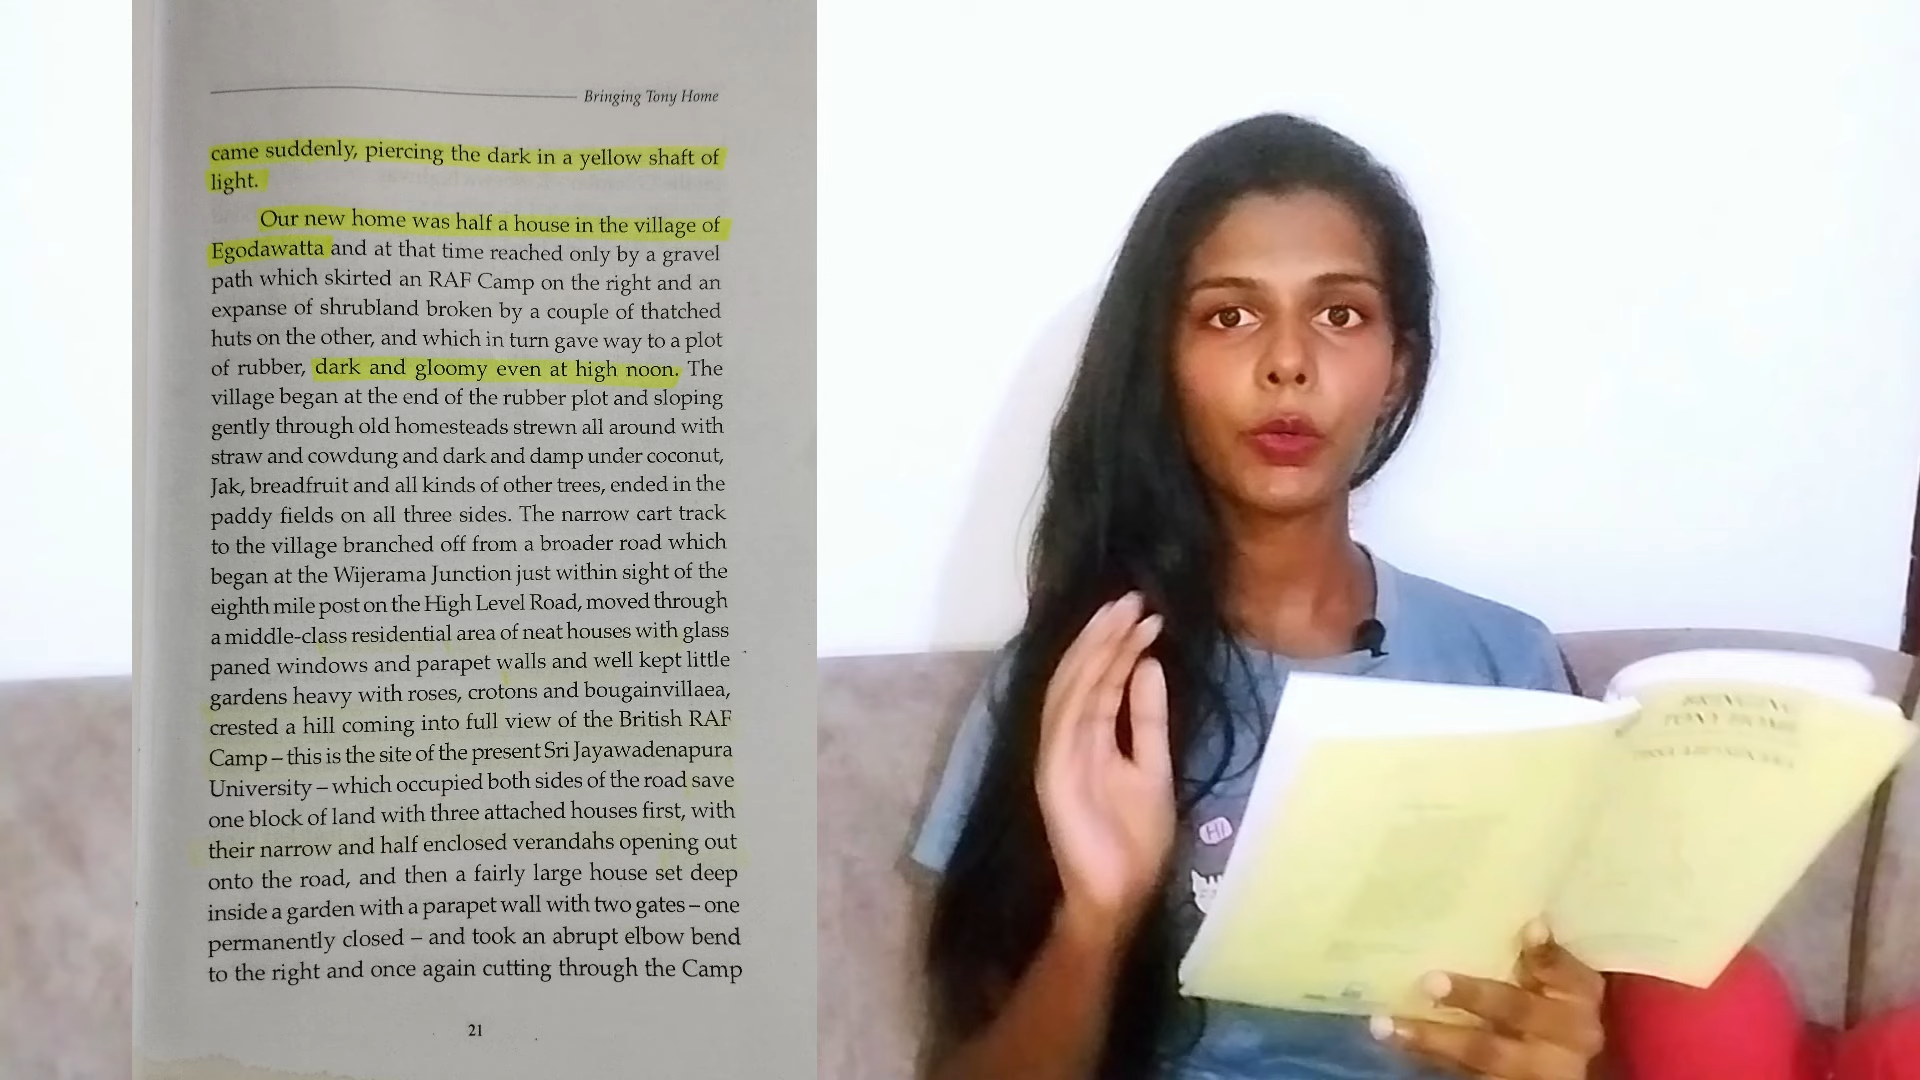 Bringing Tony Home
came suddenly, piercing the dark in a yellow shaft of
light.
Our new home was half a house in the village of
Egodawatta and at that time reached only by a gravel
path which skirted an RAF Camp on the right and an
expanse of shrubland broken by a couple of thatched
huts on the other, and which in turn gave way to a plot
of rubber, dark and gloomy even at high noon. The
village began at the end of the rubber plot and sloping
gently through old homesteads strewn all around with
straw and cowdung and dark and damp under coconut,
Jak, breadfruit and all kinds of other trees, ended in the
paddy fields on all three sides. The narrow cart track
to the village branched off from a broader road which
began at the Wijerama Junction just within sight of the
eighth mile post on the High Level Road, moved through
a middle-class residential area of neat houses with glass
paned windows and parapet walls and well kept little
gardens heavy with roses, crotons and bougainvillaea,
crested a hill coming into full view of the British RAF
Camp – this is the site of the present Sri Jayawadenapura
University – which occupied both sides of the road save
one block of land with three attached houses first, with
their narrow and half enclosed verandahs opening out
onto the road, and then a fairly large house set deep
inside a garden with a parapet wall with two gates – one
permanently closed – and took an abrupt elbow bend
to the right and once again cutting through the Camp
21
BRINGING
TONY HOME
HI